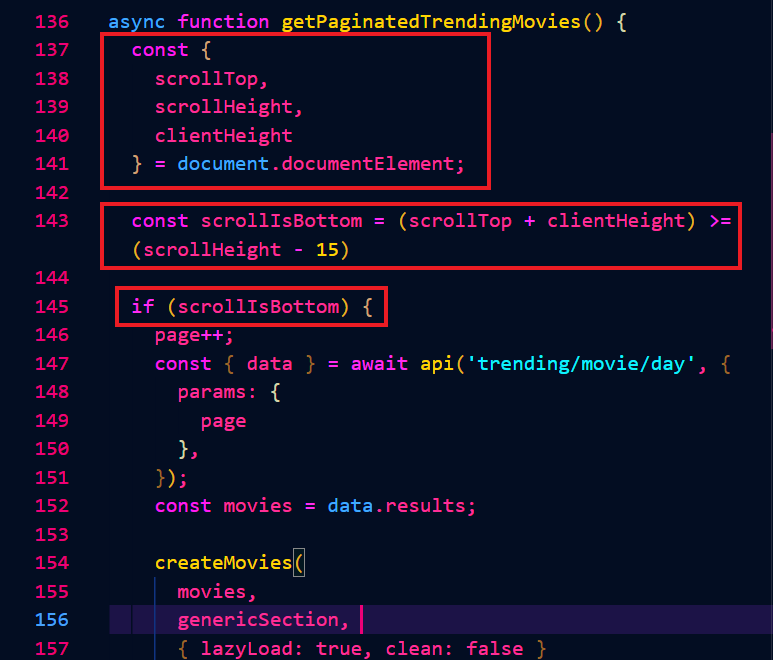 136 async function getPaginatedTrendingMovies() {
137 const {
138 scrollTop,
139 scrollHeight,
140 clientHeight
141 } = document.documentElement;
142
143 const scrollIsBottom = (scrollTop + clientHeight) >=
(scrollHeight - 15)
144
145 if (scrollIsBottom) {
146 page++;
147 const { data } = await api('trending/movie/day', {
148 params: {
149 page
150 },
151 });
152 const movies = data.results;
153
154 createMovies(
155 movies,
156 genericSection,
157 { lazyLoad: true, clean: false }